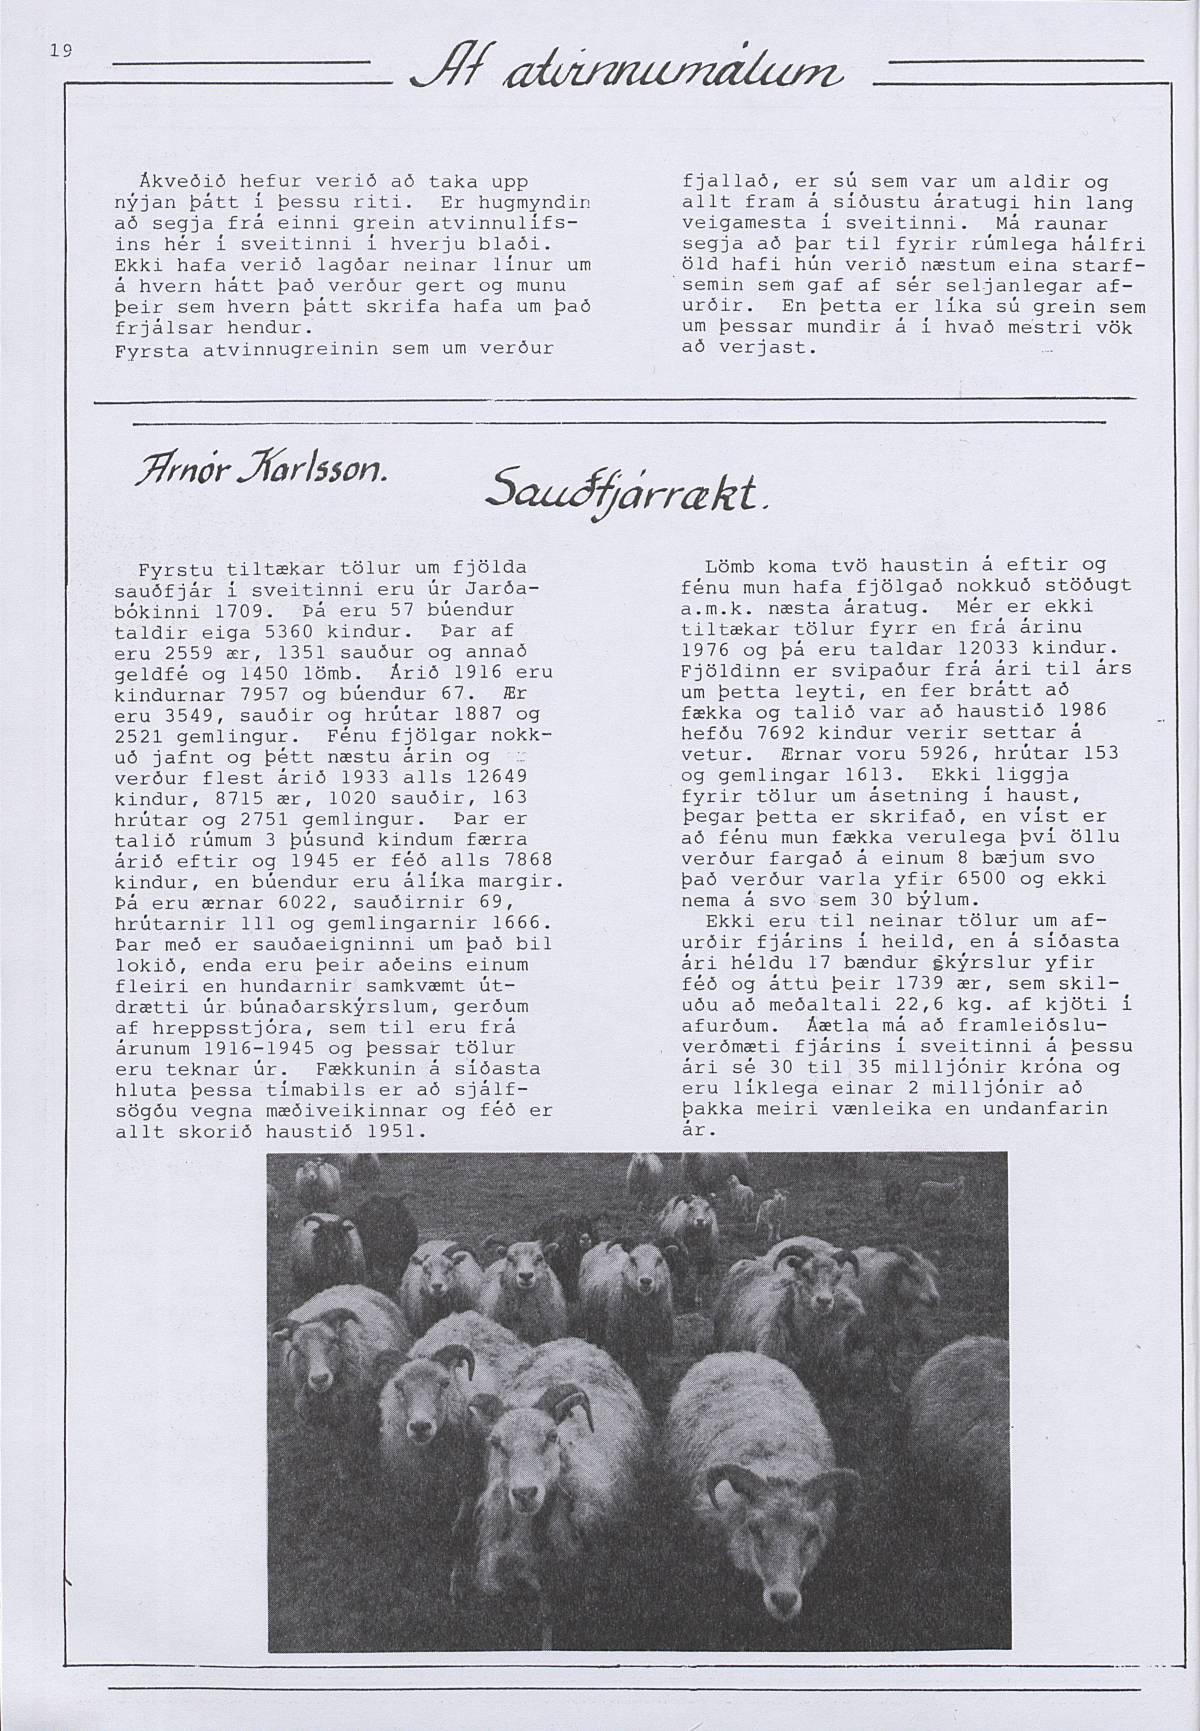 19
Af atvinnumálum
Ákveðið hefur verið að taka upp
nýjan þátt í þessu riti. Er hugmyndin
að segja frá einni grein atvinnulífs-
ins hér í sveitinni í hverju blaði.
Ekki hafa verið lagðar neinar línur um
á hvern hátt það verður gert og munu
þeir sem hvern þátt skrifa hafa um það
frjálsar hendur.
Fyrsta atvinnugreinin sem um verður
fjallað, er sú sem var um aldir og
allt fram á síðustu áratugi hin lang
veigamesta í sveitinni. Má raunar
segja að þar til fyrir rúmlega hálfri
öld hafi hún verið næstum eina starf-
semin sem gaf af sér seljanlegar af-
urðir. En þetta er líka sú grein sem
um þessar mundir á í hvað mestri vök
að verjast.
Arnór Karlsson.
Sauðfjárrækt.
Fyrstu tiltækar tölur um fjölda
sauðfjár í sveitinni eru úr Jarða-
bókinni 1709. Þá eru 57 búendur
taldir eiga 5360 kindur. Þar af
eru 2559 ær, 1351 sauður og annað
geldfé og 1450 lömb. Árið 1916 eru
kindurnar 7957 og búendur 67. Ær
eru 3549, sauðir og hrútar 1887 og
2521 gemlingur. Fénu fjölgar nokk-
uð jafnt og þétt næstu árin og
verður flest árið 1933 alls 12649
kindur, 8715 ær, 1020 sauðir, 163
hrútar og 2751 gemlingur. Þar er
talið rúmum 3 þúsund kindum færra
árið eftir og 1945 er féð alls 7868
kindur, en búendur eru álíka margir.
Þá eru ærnar 6022, sauðirnir 69,
hrútarnir 111 og gemlingarnir 1666.
Þar með er sauðaeigninni um það bil
lokið, enda eru þeir aðeins einum
fleiri en hundarnir samkvæmt út-
drætti úr búnaðarskýrslum, gerðum
af hreppsstjóra, sem til eru frá
árunum 1916-1945 og þessar tölur
eru teknar úr. Fækkunin á síðasta
hluta þessa tímabils er að sjálf-
sögðu vegna mæðiveikinnar og féð er
allt skorið haustið 1951.
Lömb koma tvö haustin á eftir og
fénu mun hafa fjölgað nokkuð stöðugt
a.m.k. næsta áratug. Mér er ekki
tiltækar tölur fyrr en frá árinu
1976 og þá eru taldar 12033 kindur.
Fjöldinn er svipaður frá ári til árs
um þetta leyti, en fer brátt að
fækka og talið var að haustið 1986
hefðu 7692 kindur verir settar á
vetur. Ærnar voru 5926, hrútar 153
og gemlingar 1613. Ekki liggja
fyrir tölur um ásetning í haust,
þegar þetta er skrifað, en víst er
að fénu mun fækka verulega því öllu
verður fargað á einum 8 bæjum svo
það verður varla yfir 6500 og ekki
nema á svo sem 30 býlum.
Ekki eru til neinar tölur um af-
urðir fjárins í heild, en á síðasta
ári héldu 17 bændur skýrslur yfir
féð og áttu þeir 1739 ær, sem skil-
uðu að meðaltali 22,6 kg. af kjöti í
afurðum. Áætla má að framleiðslu-
verðmæti fjárins í sveitinni á þessu
ári sé 30 til 35 milljónir króna og
eru líklega einar 2 milljónir að
þakka meiri vænleika en undanfarin
ár.